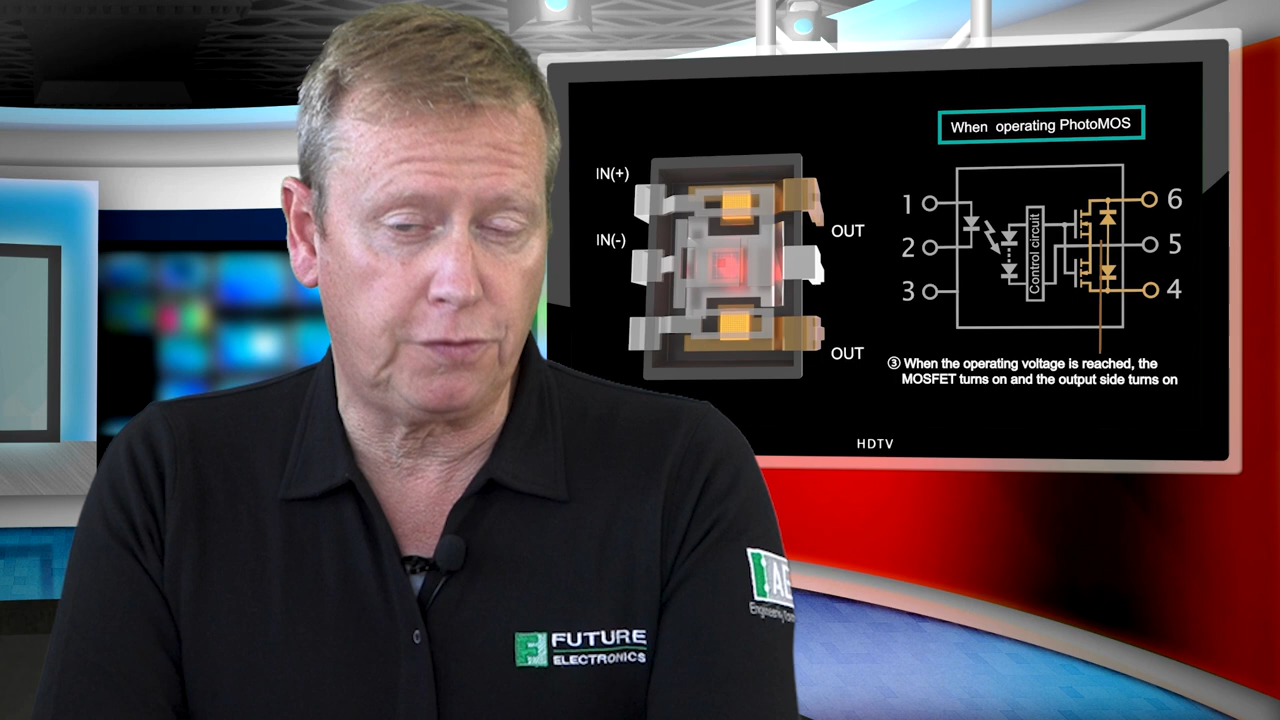 When operating PhotoMOS
IN(+)
IN(-)
OUT
OUT
1
2
3
Control circuit
6
5
4
③ When the operating voltage is reached, the
MOSFET turns on and the output side turns on
HDTV
FUTURE
ELECTRONICS